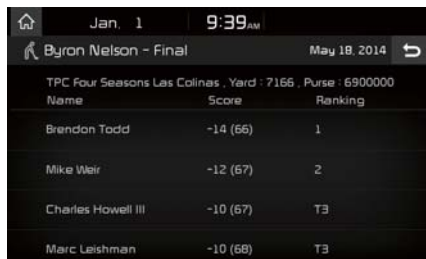 Jan. 1 9:39 AM
Byron Nelson - Final May 18, 2014
TPC Four Seasons Las Colinas , Yard : 7166 , Purse : 6900000
Name Score Ranking
Brendon Todd -14 (66) 1
Mike Weir -12 (67) 2
Charles Howell III -10 (67) T3
Marc Leishman -10 (68) T3